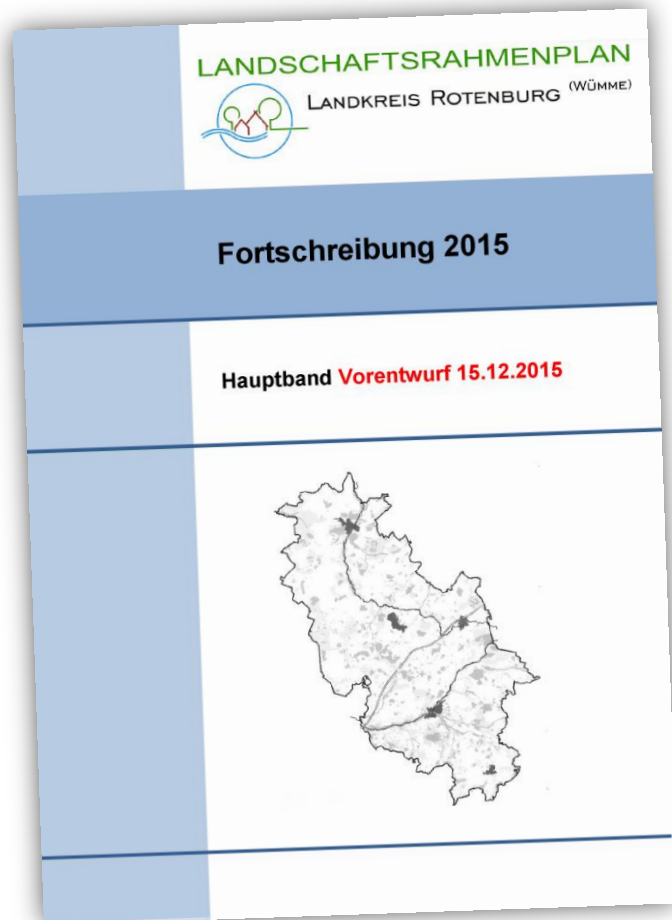 LANDSCHAFTSRAHMENPLAN
LANDKREIS ROTENBURG (WÜMME)
Fortschreibung 2015
Hauptband Vorentwurf 15.12.2015